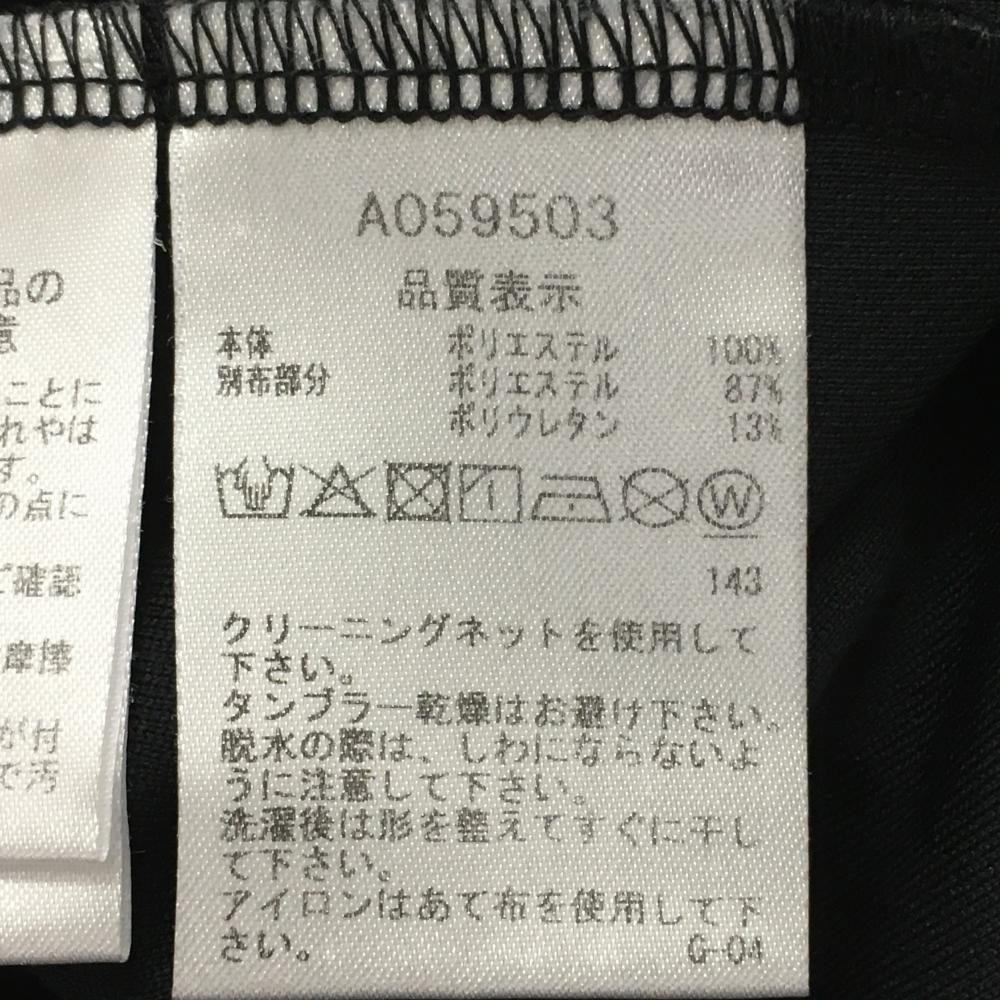 品の
意
ことに
れやは
す。
の点に
ご確認
摩擦
が付
で汚
A059503
品質表示
本体 ポリエステル 100%
別布部分 ポリエステル 87%
ポリウレタン 13%
W
143
クリーニングネットを使用して
下さい。
タンブラー乾燥はお避け下さい。
脱水の際は、しわにならないよ
うに注意して下さい。
洗濯後は形を整えてすぐに干し
て下さい。
アイロンはあて布を使用して下
さい。 G-04